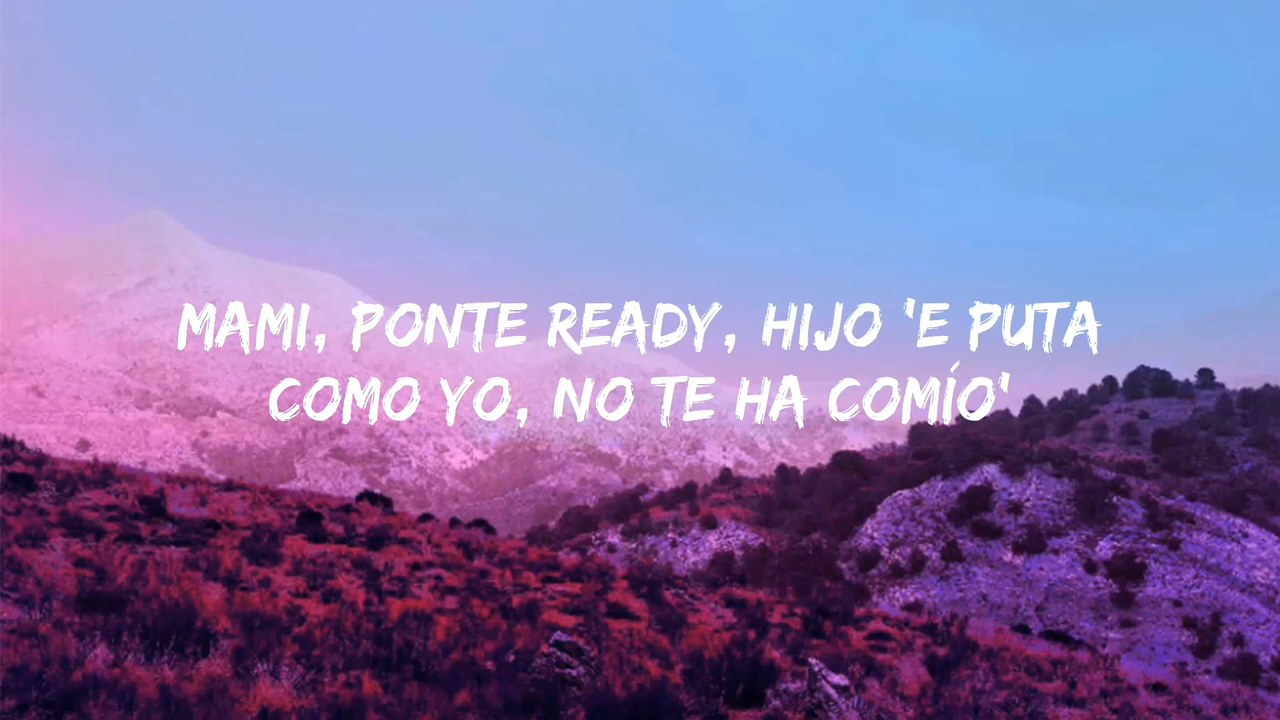 MAMI, PONTE READY, HIJO 'E PUTA
COMO YO, NO TE HA COMÍO'